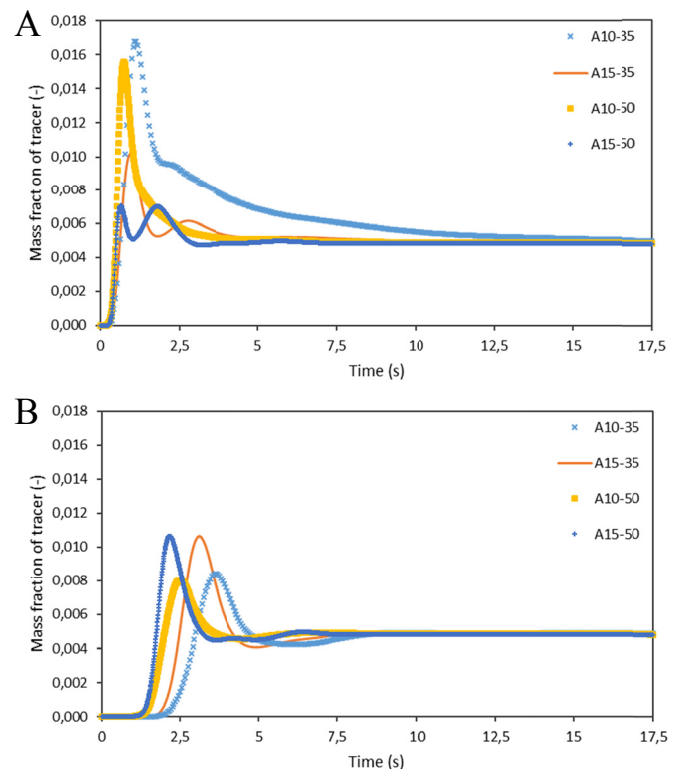 A
Mass fracton of tracer (-)
0,018
0,016
0,014
0,012
0,010
0,008
0,006
0,004
0,002
0,000
0
2,5
5
7,5
10
12,5
15
17,5
Time (s)
A10-35
A15-35
A10-50
A15-50
B
Mass fraction of tracer (-)
0,018
0,016
0,014
0,012
0,010
0,008
0,006
0,004
0,002
0,000
0
2,5
5
7,5
10
12,5
15
17,5
Time (s)
A10-35
A15-35
A10-50
A15-50